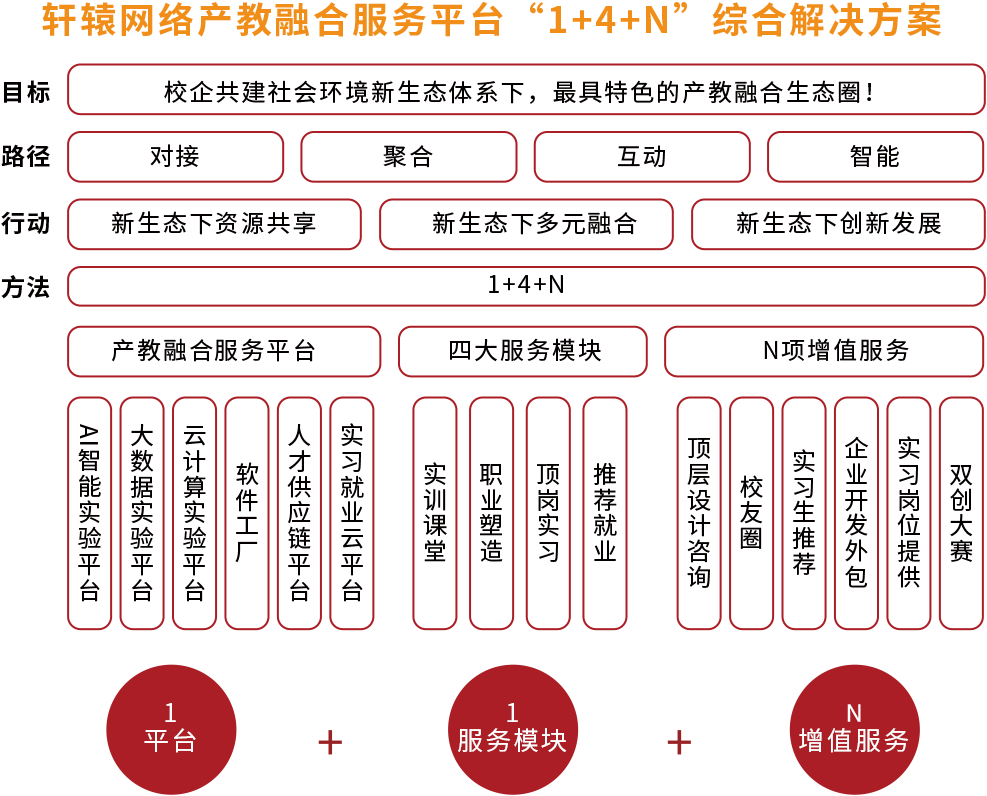 轩辕网络产教融合服务平台“1+4+N”综合解决方案
目标
校企共建社会环境新生态体系下，最具特色的产教融合生态圈！
路径
对接
聚合
互动
智能
行动
新生态下资源共享
新生态下多元融合
新生态下创新发展
方法
1+4+N
产教融合服务平台
四大服务模块
N项增值服务
AI智能实验平台
大数据实验平台
云计算实验平台
软件工厂
人才供应链平台
实习就业云平台
实训课堂
职业塑造
顶岗实习
推荐就业
顶层设计咨询
校友圈
实习生推荐
企业开发外包
实习岗位提供
双创大赛
1
平台
+
1
服务模块
+
N
增值服务